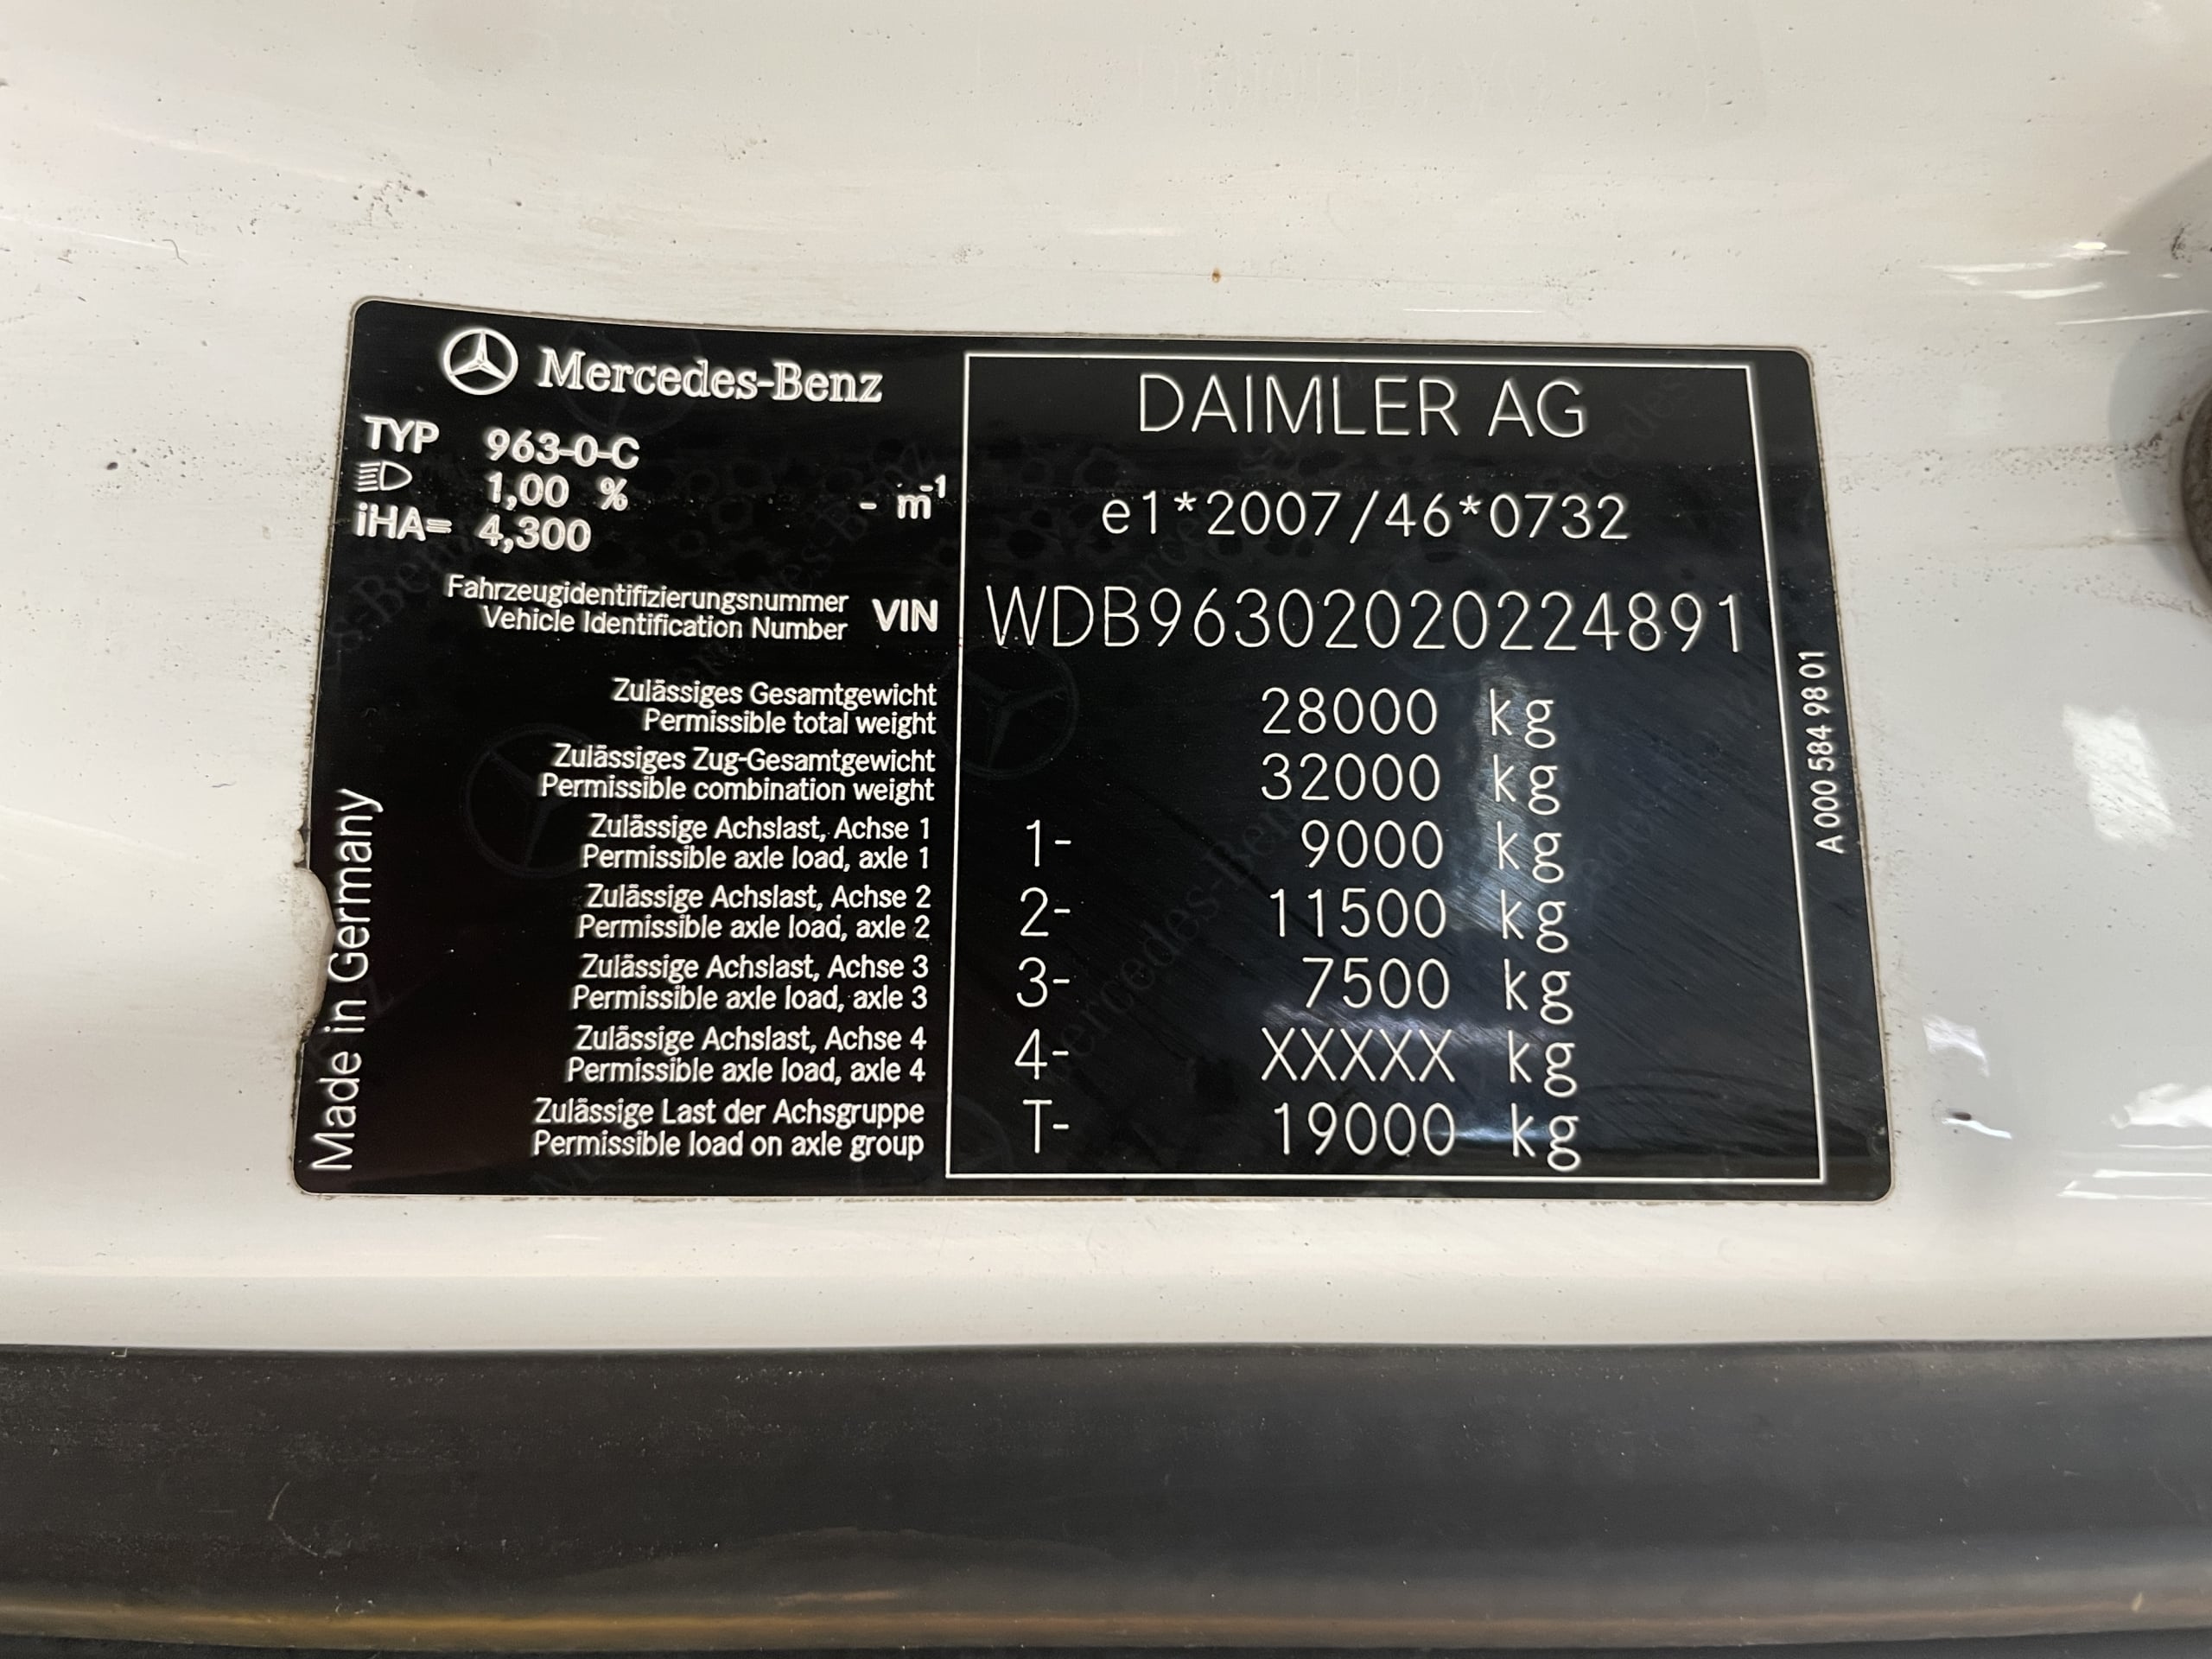 Mercedes-Benz
TYP 963-0-C
1,00 % - m-1
iHA= 4,300
DAIMLER AG
e1*2007/46*0732
Fahrzeugidentifizierungsnummer
Vehicle Identification Number
VIN WDB96302020224891
Zulässiges Gesamtgewicht
Permissible total weight
28000 kg
Zulässiges Zug-Gesamtgewicht
Permissible combination weight
32000 kg
Zulässige Achslast, Achse 1
Permissible axle load, axle 1
1- 9000 kg
Zulässige Achslast, Achse 2
Permissible axle load, axle 2
2- 11500 kg
Zulässige Achslast, Achse 3
Permissible axle load, axle 3
3- 7500 kg
Zulässige Achslast, Achse 4
Permissible axle load, axle 4
4- XXXXX kg
Zulässige Last der Achsgruppe
Permissible load on axle group
T- 19000 kg
Made in Germany
A 000 584 98 01